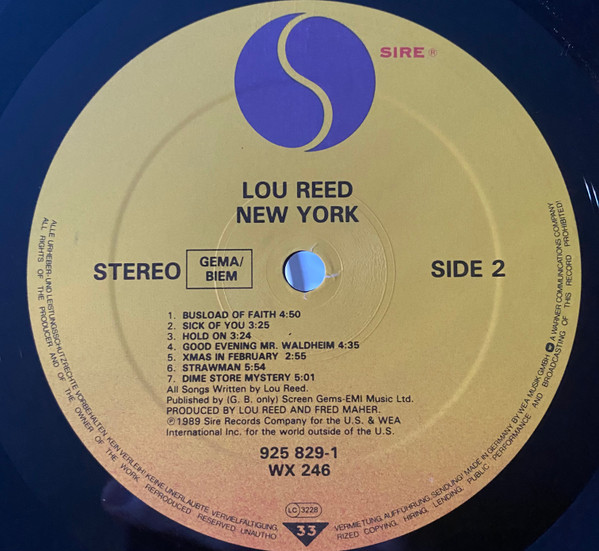 SIRE ®
LOU REED
NEW YORK
STEREO
GEMA/
BIEM
SIDE 2
1. BUSLOAD OF FAITH 4:50
2. SICK OF YOU 3:25
3. HOLD ON 3:24
4. GOOD EVENING MR. WALDHEIM 4:35
5. XMAS IN FEBRUARY 2:55
6. STRAWMAN 5:54
7. DIME STORE MYSTERY 5:01
All Songs Written by Lou Reed.
Published by (G. B. only) Screen Gems-EMI Music Ltd.
PRODUCED BY LOU REED AND FRED MAHER.
℗1989 Sire Records Company for the U.S. & WEA
International Inc. for the world outside of the U.S.
925 829-1
WX 246
LC 3228
33
ALLE URHEBER- UND LEISTUNGSSCHUTZRECHTE VORBEHALTEN. KEIN VERLEIH! KEINE UNERLAUBTE VERVIELFÄLTIGUNG,
VERMIETUNG, AUFFÜHRUNG, SENDUNG! MADE IN GERMANY BY WEA MUSIK GMBH A WARNER COMMUNICATIONS COMPANY
ALL RIGHTS OF THE PRODUCER AND OF THE OWNER OF THE WORK REPRODUCED RESERVED. UNAUTHO-
RIZED COPYING, HIRING, LENDING, PUBLIC PERFORMANCE AND BROADCASTING OF THIS RECORD PROHIBITED!